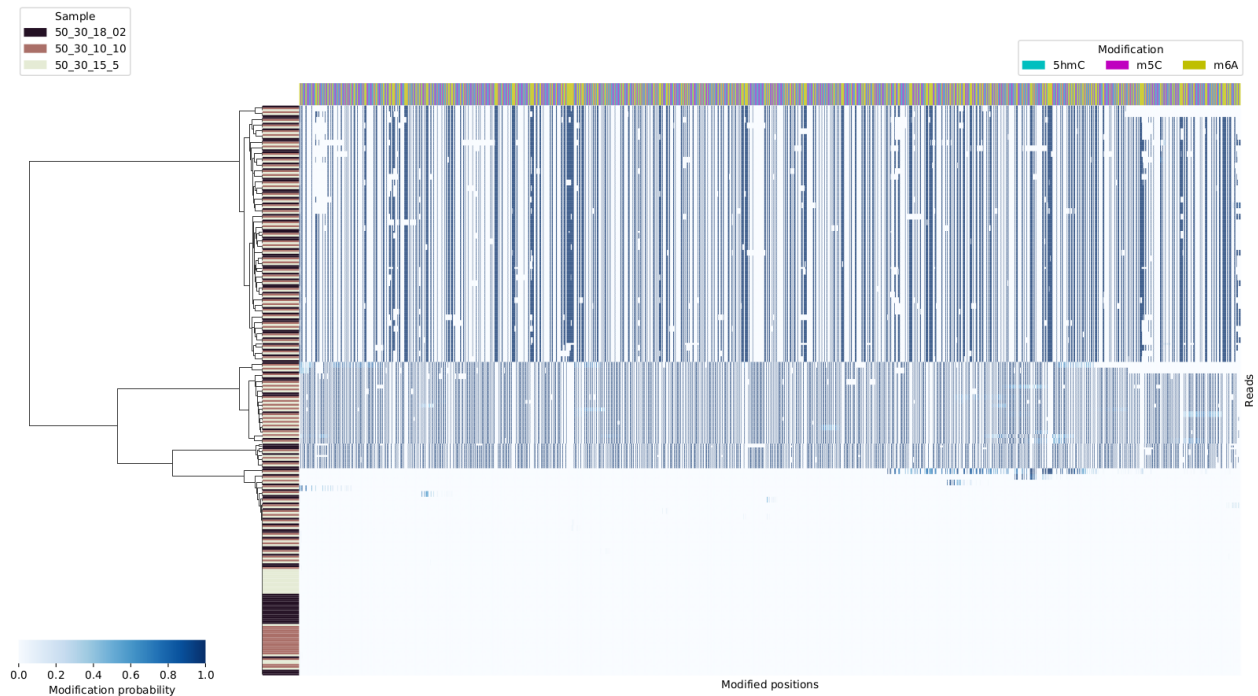 Sample
50_30_18_02
50_30_10_10
50_30_15_5
Modification
5hmC m5C m6A
Reads
0.0 0.2 0.4 0.6 0.8 1.0
Modification probability
Modified positions